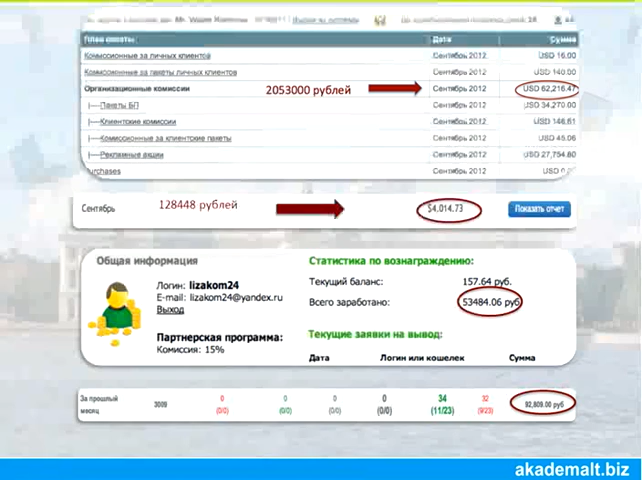 План оплаты Дата Сумма
Комиссионные за личных клиентов Сентябрь 2012 USD 16.00
Комиссионные за пакеты личных клиентов Сентябрь 2012 USD 140.00
Организационные комиссии 2053000 рублей Сентябрь 2012 USD 62,216.47
|—Пакеты БП Сентябрь 2012 USD 34,270.00
|—Клиентские комиссии Сентябрь 2012
|—Комиссионные за клиентские пакеты Сентябрь 2012 USD 45.06
|—Рекламные акции Сентябрь 2012 USD 27,754.80
Purchases Сентябрь 2012
Сентябрь 128448 рублей $4,014.73 Показать отчет
Общая информация Статистика по вознаграждению:
Логин: lizakom24 Текущий баланс: 157.64 руб.
E-mail: lizakom24@yandex.ru Всего заработано: 53484.06 руб
Выход
Партнерская программа: Текущие заявки на вывод:
Комиссия: 15% Дата Логин или кошелек Сумма
За прошлый 3009 0 0 0 0 34 32 92,809.00 руб
месяц (0/0) (0/0) (0/0) (0/0) (11/23) (9/23)
akademalt.biz